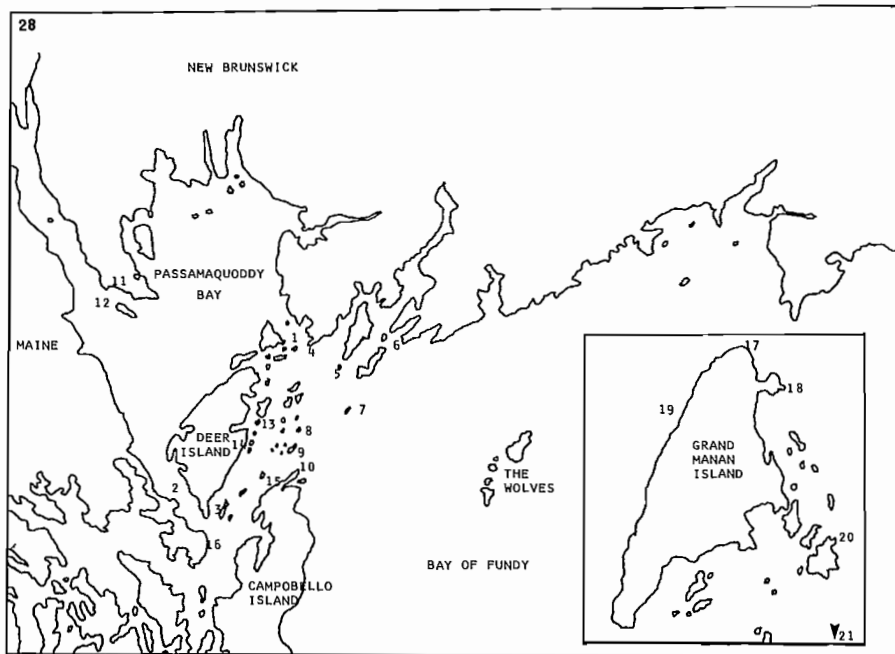 28
NEW BRUNSWICK
11
PASSAMAQUODDY
BAY
12
MAINE
1
4
6
5
7
17
18
19
GRAND
MANAN
ISLAND
13
8
DEER
ISLAND
14
9
10
THE
WOLVES
15
2
3
16
20
BAY OF FUNDY
CAMPOBELLO
ISLAND
21